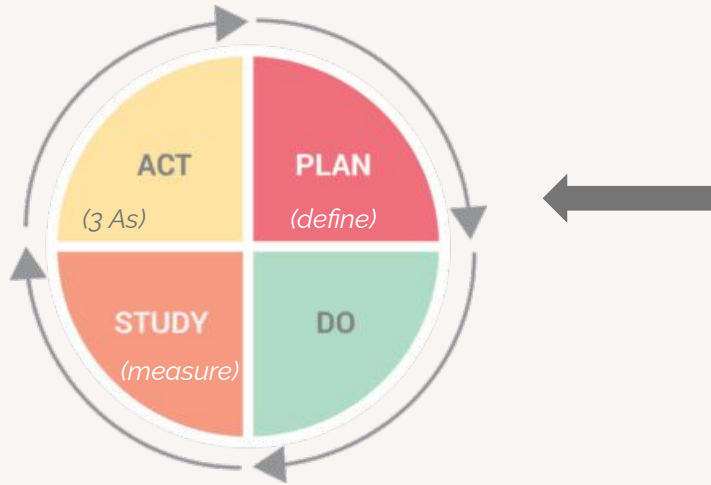 ACT
(3 As)
PLAN
(define)
STUDY
(measure)
DO